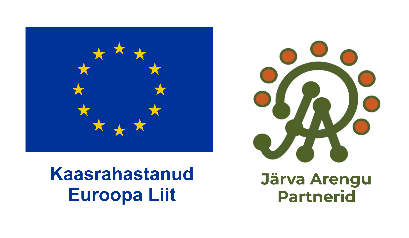 Kaasrahastanud
Euroopa Liit
Järva Arengu
Partnerid